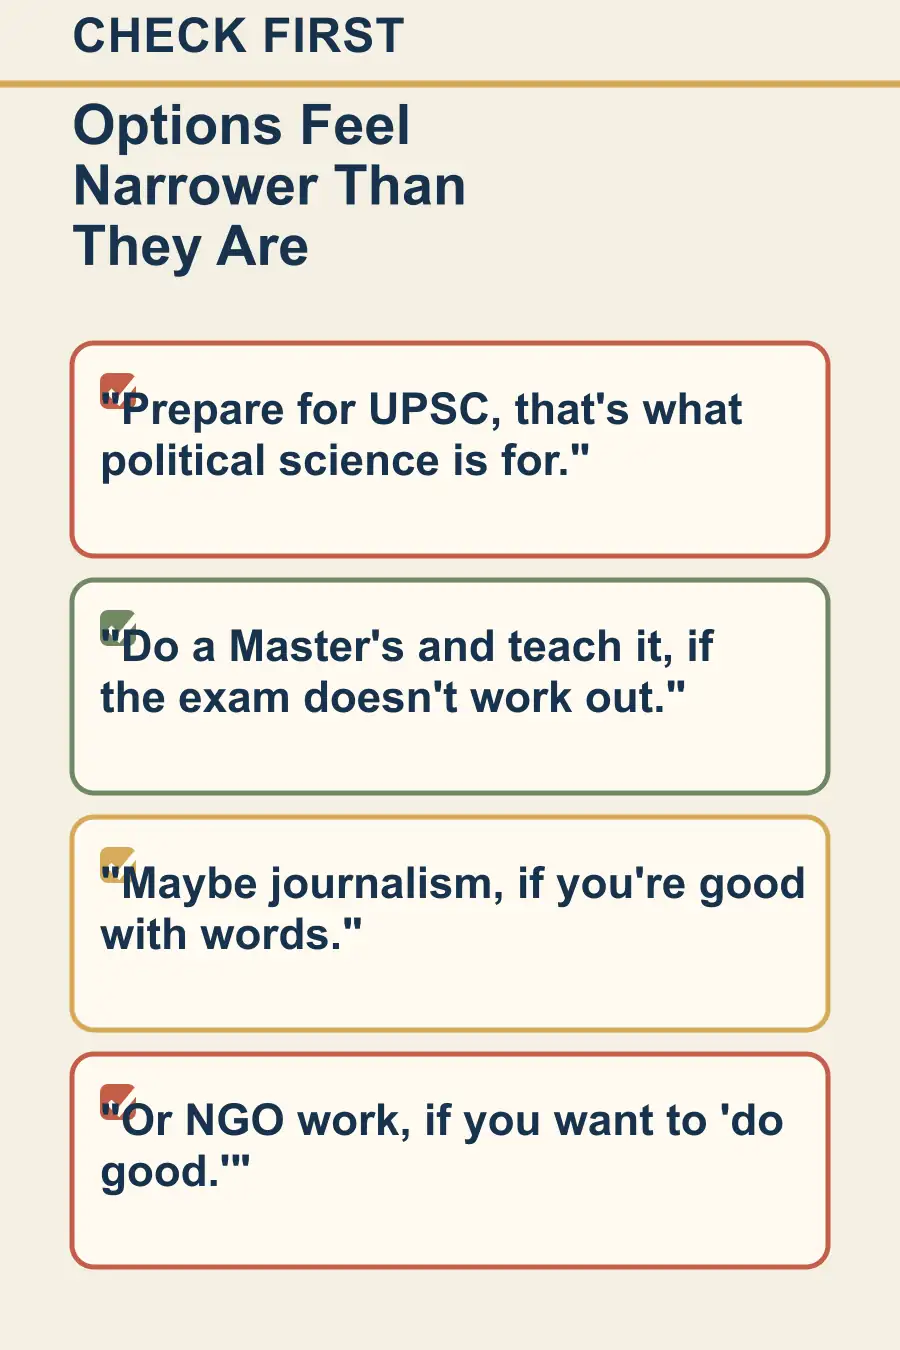 CHECK FIRST
Options Feel
Narrower Than
They Are
"Prepare for UPSC, that's what
political science is for."
"Do a Master's and teach it, if
the exam doesn't work out."
"Maybe journalism, if you're good
with words."
"Or NGO work, if you want to 'do
good.'"